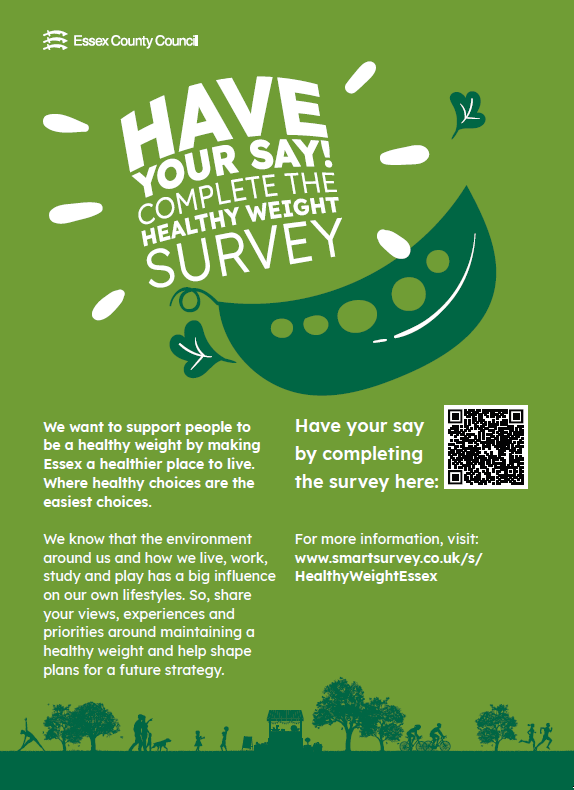 Essex County Council
HAVE
YOUR SAY!
COMPLETE THE
HEALTHY WEIGHT
SURVEY
We want to support people to
be a healthy weight by making
Essex a healthier place to live.
Where healthy choices are the
easiest choices.
We know that the environment
around us and how we live, work,
study and play has a big influence
on our own lifestyles. So, share
your views, experiences and
priorities around maintaining a
healthy weight and help shape
plans for a future strategy.
Have your say
by completing
the survey here:
For more information, visit:
www.smartsurvey.co.uk/s/
HealthyWeightEssex